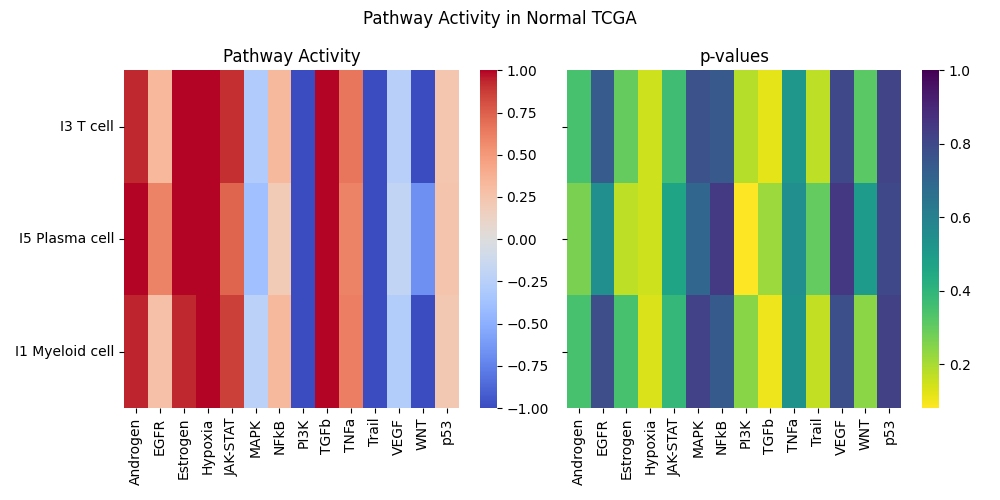 Pathway Activity in Normal TCGA
Pathway Activity
p-values
I3 T cell
I5 Plasma cell
I1 Myeloid cell
1.00
0.75
0.50
0.25
0.00
−0.25
−0.50
−0.75
−1.00
1.0
0.8
0.6
0.4
0.2
Androgen
EGFR
Estrogen
Hypoxia
JAK-STAT
MAPK
NFkB
PI3K
TGFb
TNFa
Trail
VEGF
WNT
p53
Androgen
EGFR
Estrogen
Hypoxia
JAK-STAT
MAPK
NFkB
PI3K
TGFb
TNFa
Trail
VEGF
WNT
p53